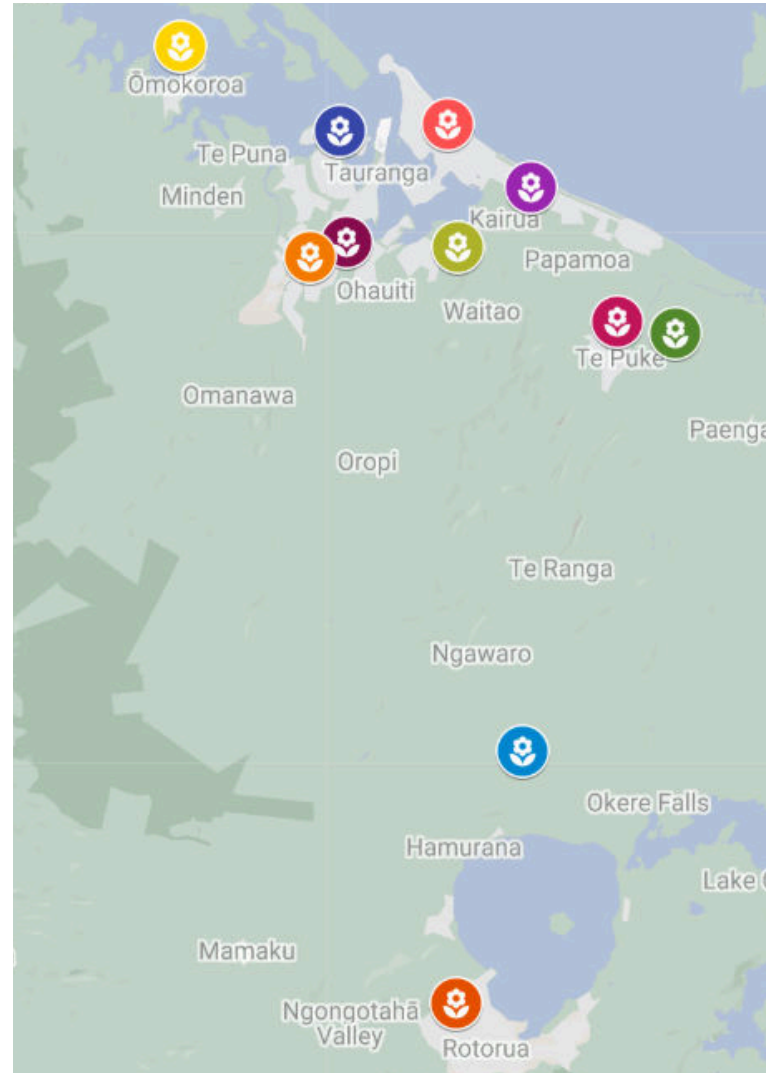 Ōmokoroa
Te Puna
Tauranga
Minden
Kairua
Papamoa
Ohauiti
Waitao
Te Puke
Omanawa
Paenga
Oropi
Te Ranga
Ngawaro
Okere Falls
Hamurana
Lake
Mamaku
Ngongotahā
Valley
Rotorua